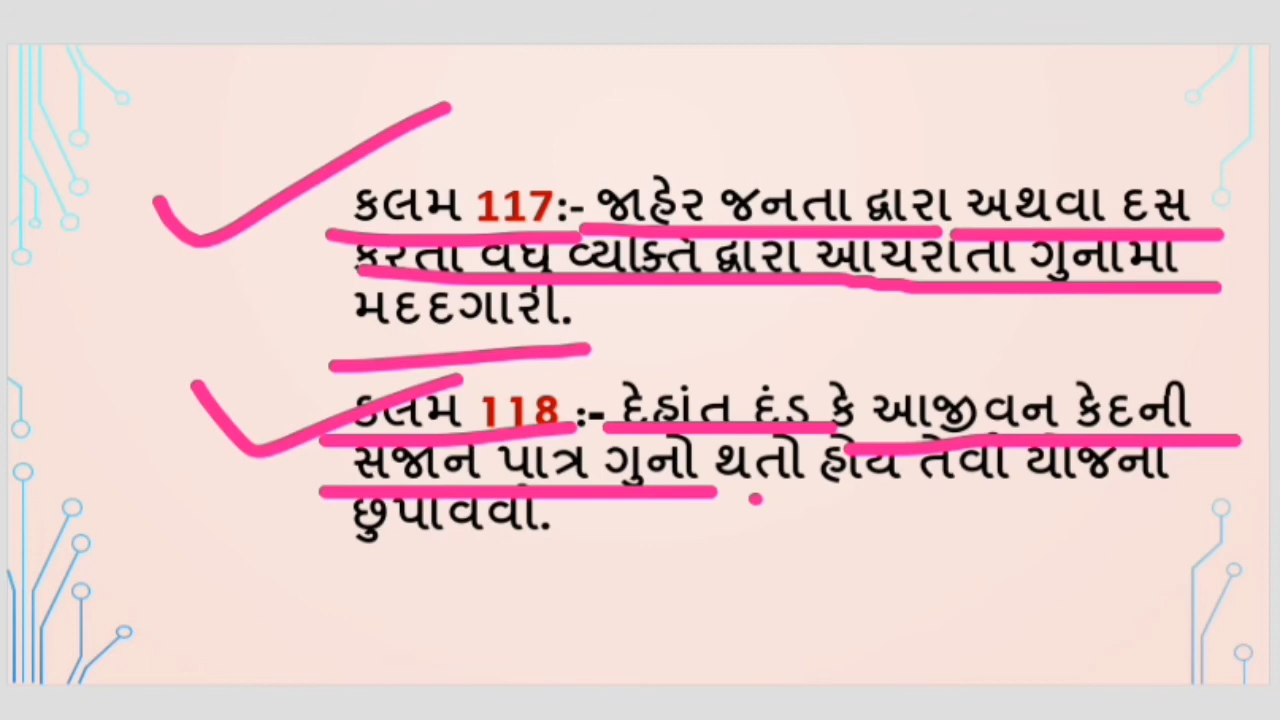 કલમ 117:- જાહેર જનતા દ્વારા અથવા દસ
કરતા વધુ વ્યક્તિ દ્વારા આચરાતા ગુનામાં
મદદગારી.
કલમ 118 :- દેહાંત દંડ કે આજીવન કેદની
સજાને પાત્ર ગુનો થતો હોય તેવી યોજના
છુપાવવી.